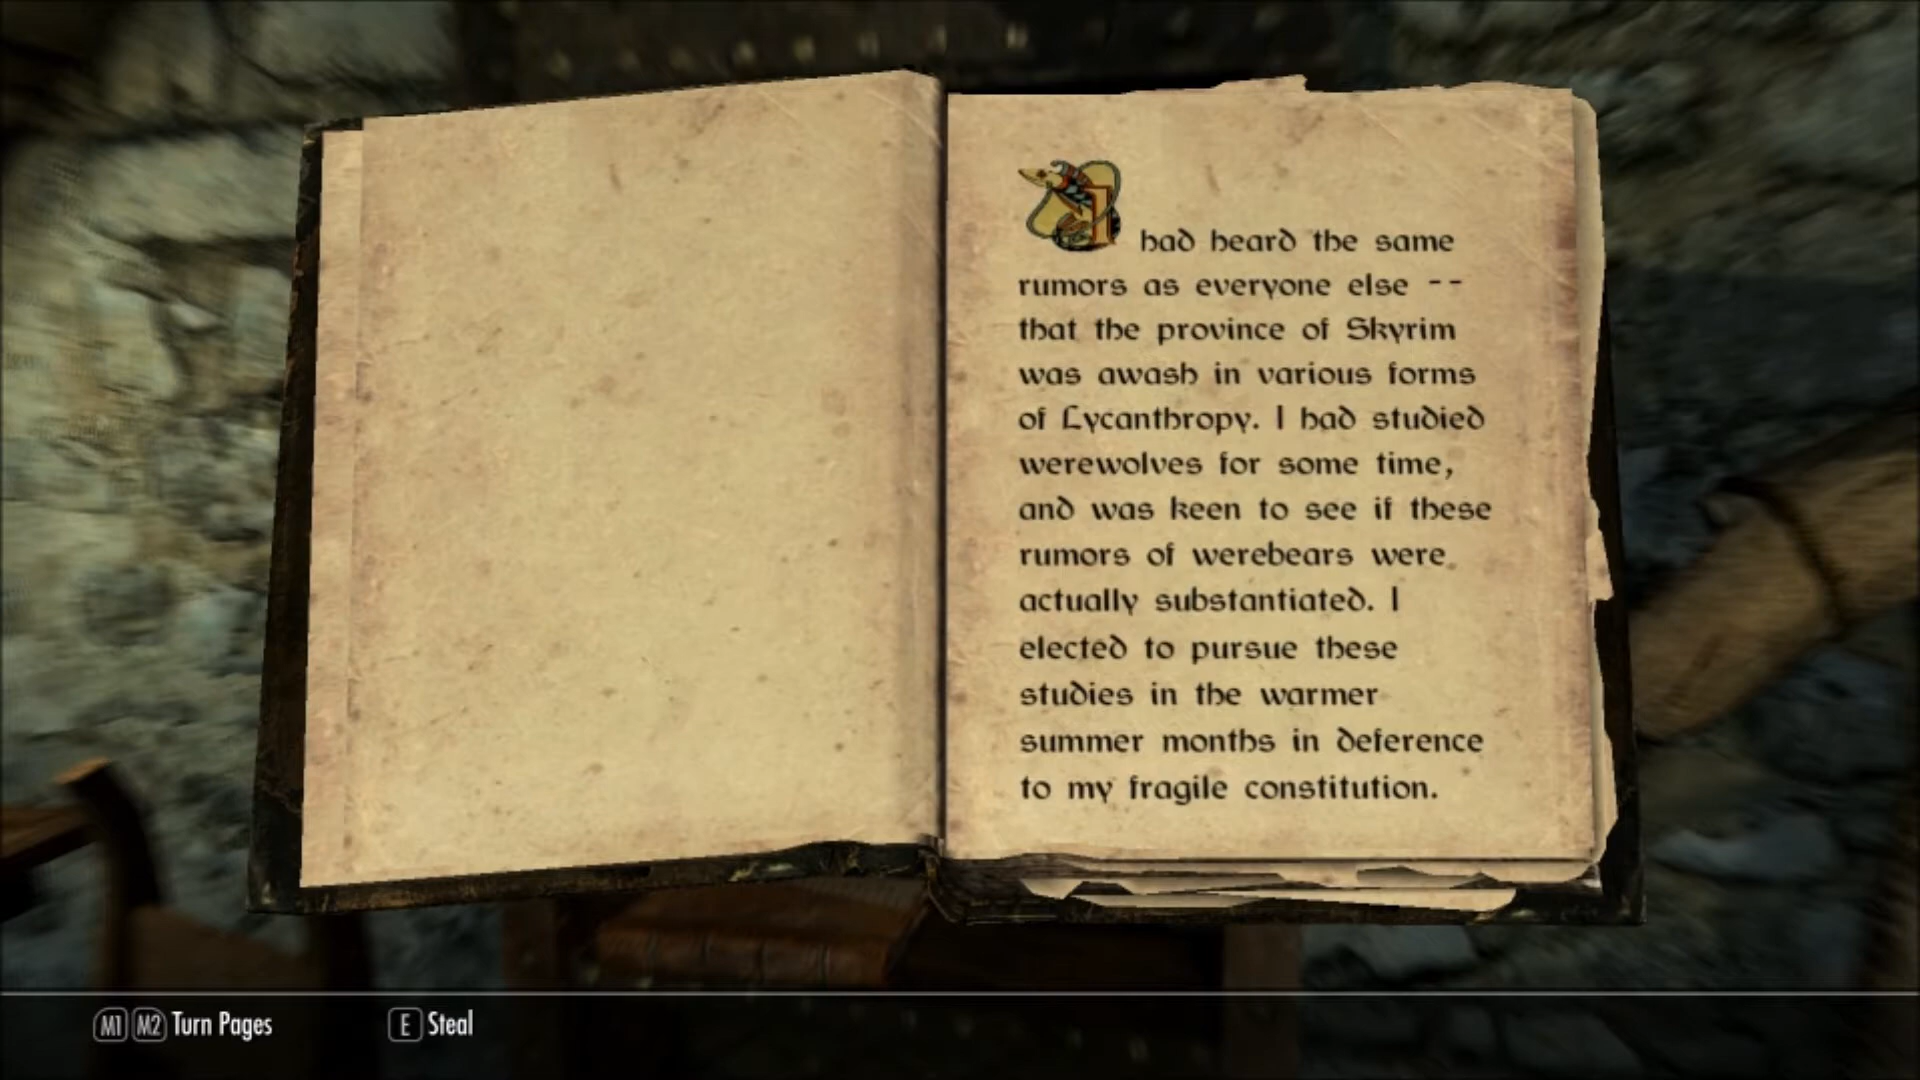 I had heard the same
rumors as everyone else --
that the province of Skyrim
was awash in various forms
of Lycanthropy. I had studied
werewolves for some time,
and was keen to see if these
rumors of werebears were
actually substantiated. I
elected to pursue these
studies in the warmer
summer months in deference
to my fragile constitution.
M1 M2 Turn Pages
E Steal